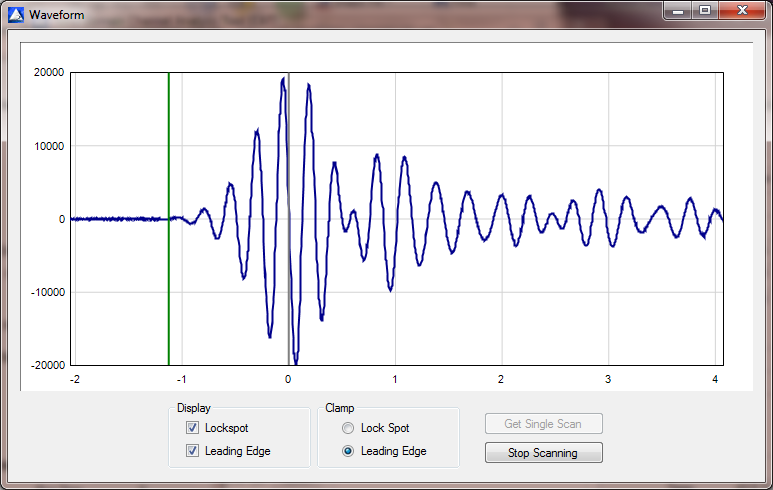 Waveform
20000
10000
0
-10000
-20000
-2 -1 0 1 2 3 4
Display Clamp
Lockspot Lock Spot Get Single Scan
Leading Edge Leading Edge Stop Scanning